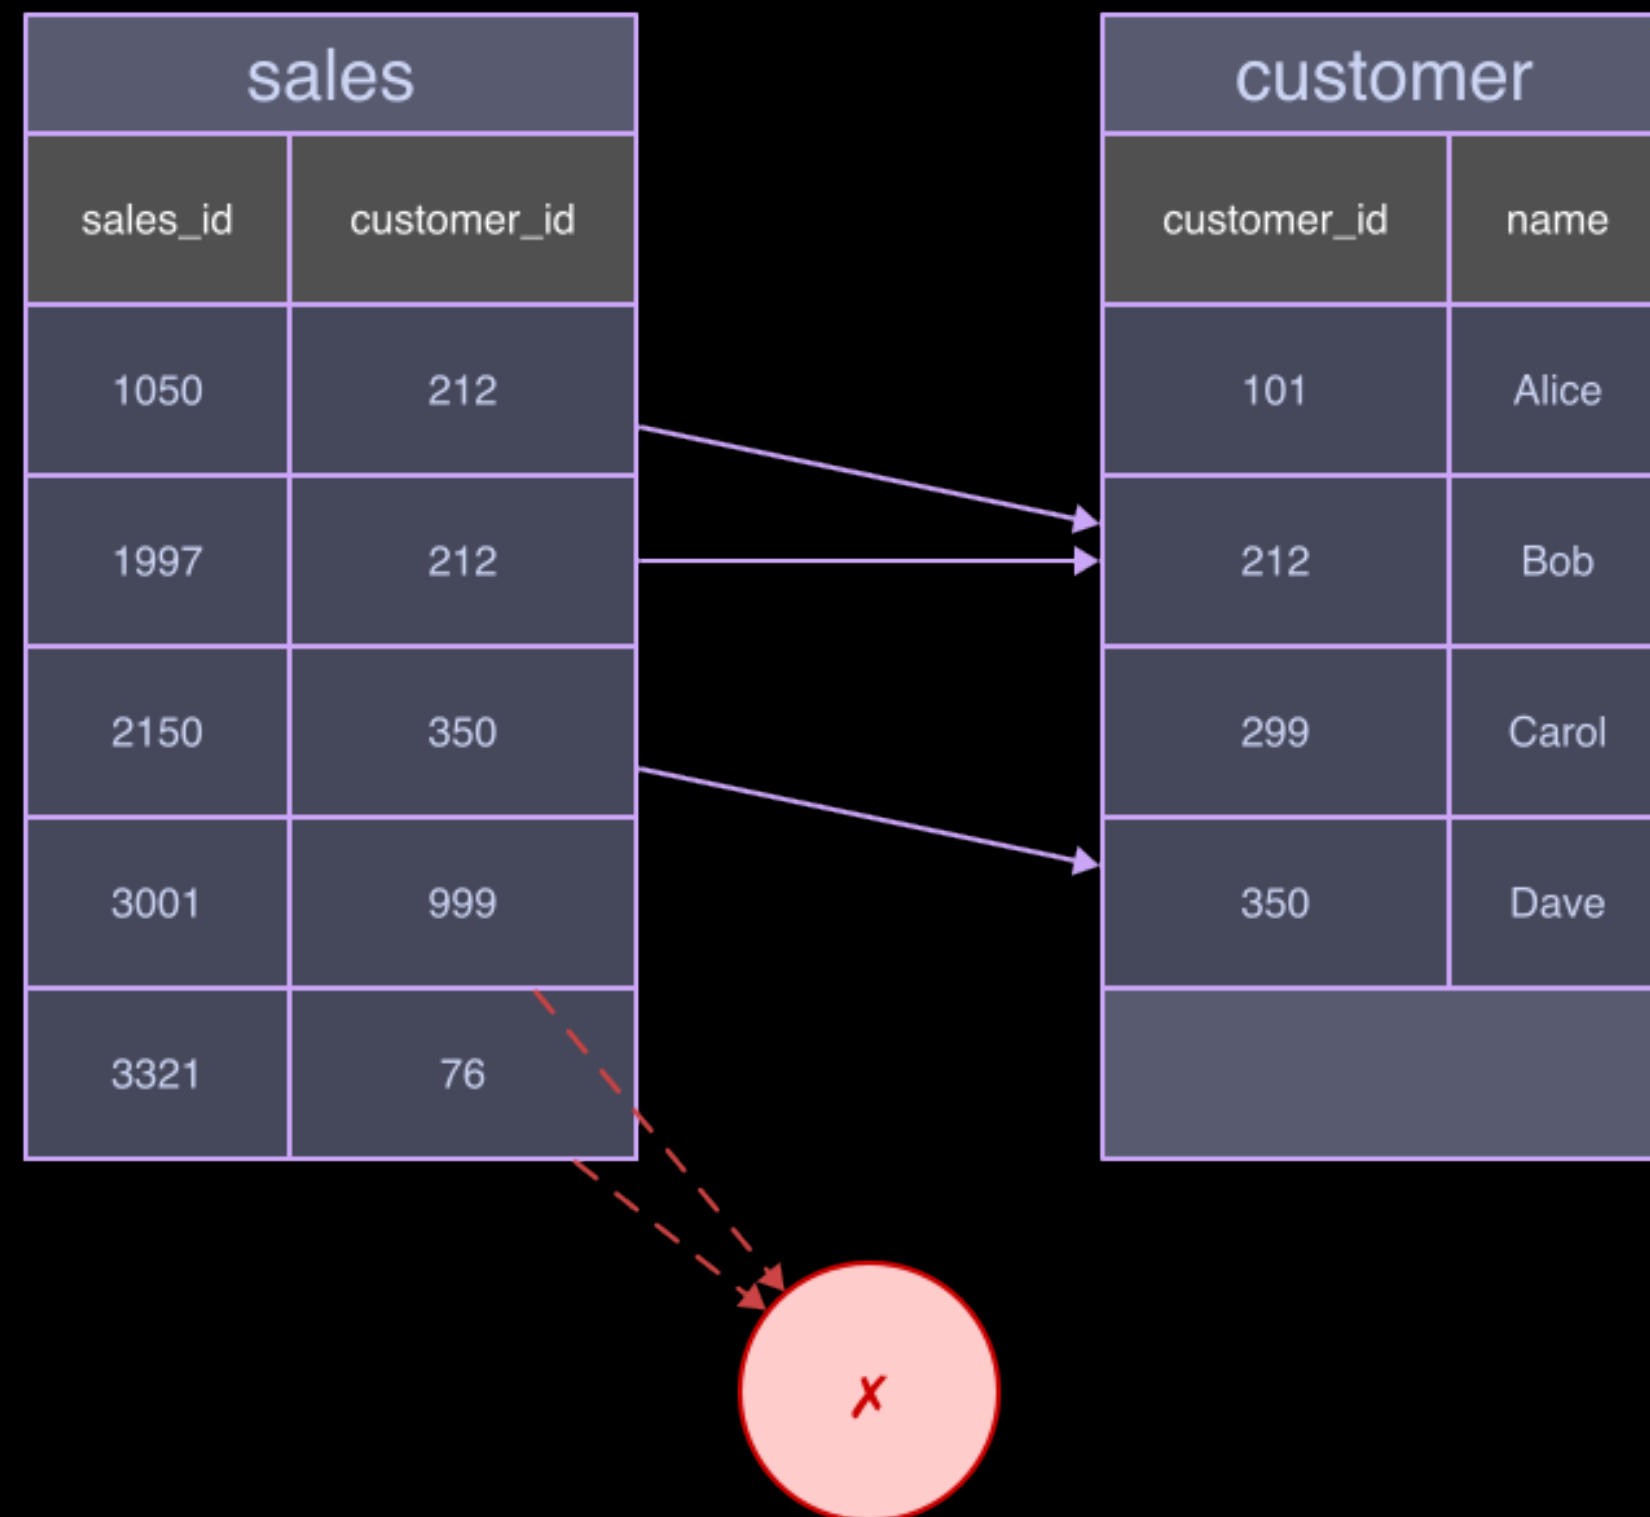 sales
sales_id customer_id
1050 212
1997 212
2150 350
3001 999
3321 76
customer
customer_id name
101 Alice
212 Bob
299 Carol
350 Dave
✗